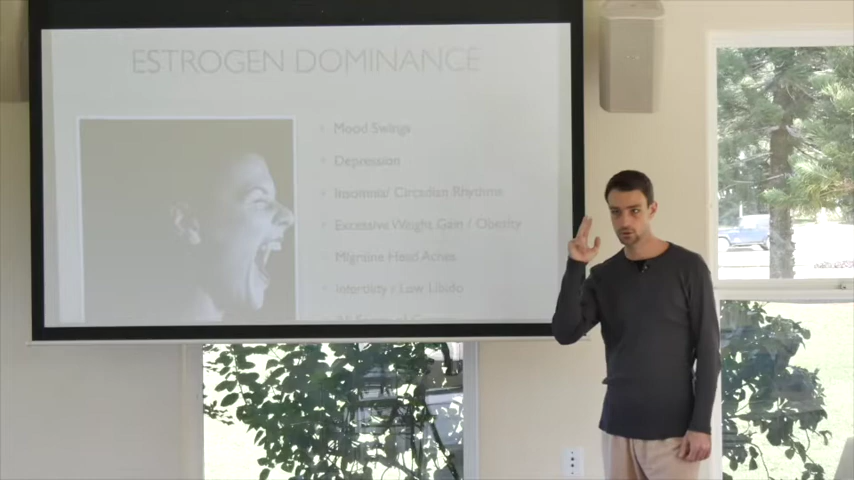 ESTROGEN DOMINANCE
Mood Swings
Depression
Insomnia/ Circadian Rhythms
Excessive Weight Gain / Obesity
Migraine Head Aches
Infertility / Low Libido